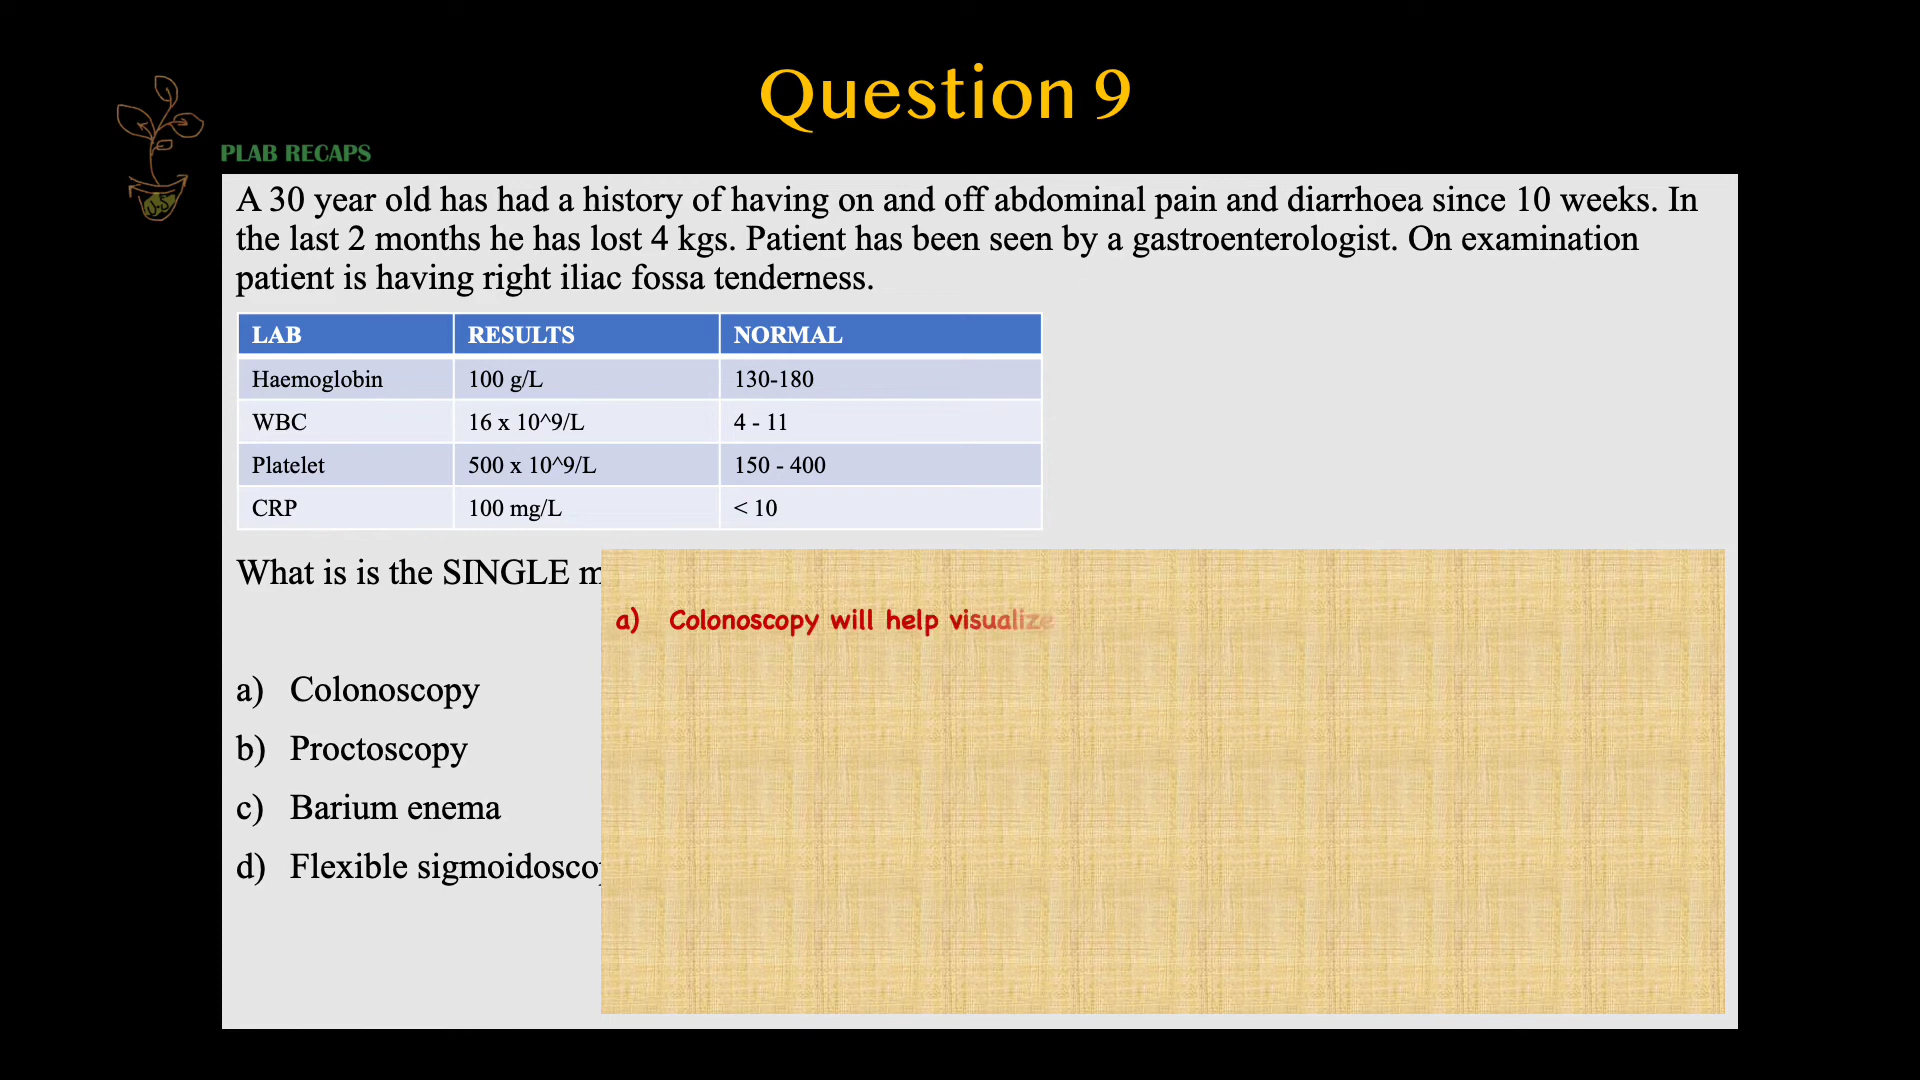 Question 9
PLAB RECAPS
A 30 year old has had a history of having on and off abdominal pain and diarrhoea since 10 weeks. In
the last 2 months he has lost 4 kgs. Patient has been seen by a gastroenterologist. On examination
patient is having right iliac fossa tenderness.
LAB RESULTS NORMAL
Haemoglobin 100 g/L 130-180
WBC 16 x 10^9/L 4 - 11
Platelet 500 x 10^9/L 150 - 400
CRP 100 mg/L < 10
What is is the SINGLE
a) Colonoscopy will help visualize
a) Colonoscopy
b) Proctoscopy
c) Barium enema
d) Flexible